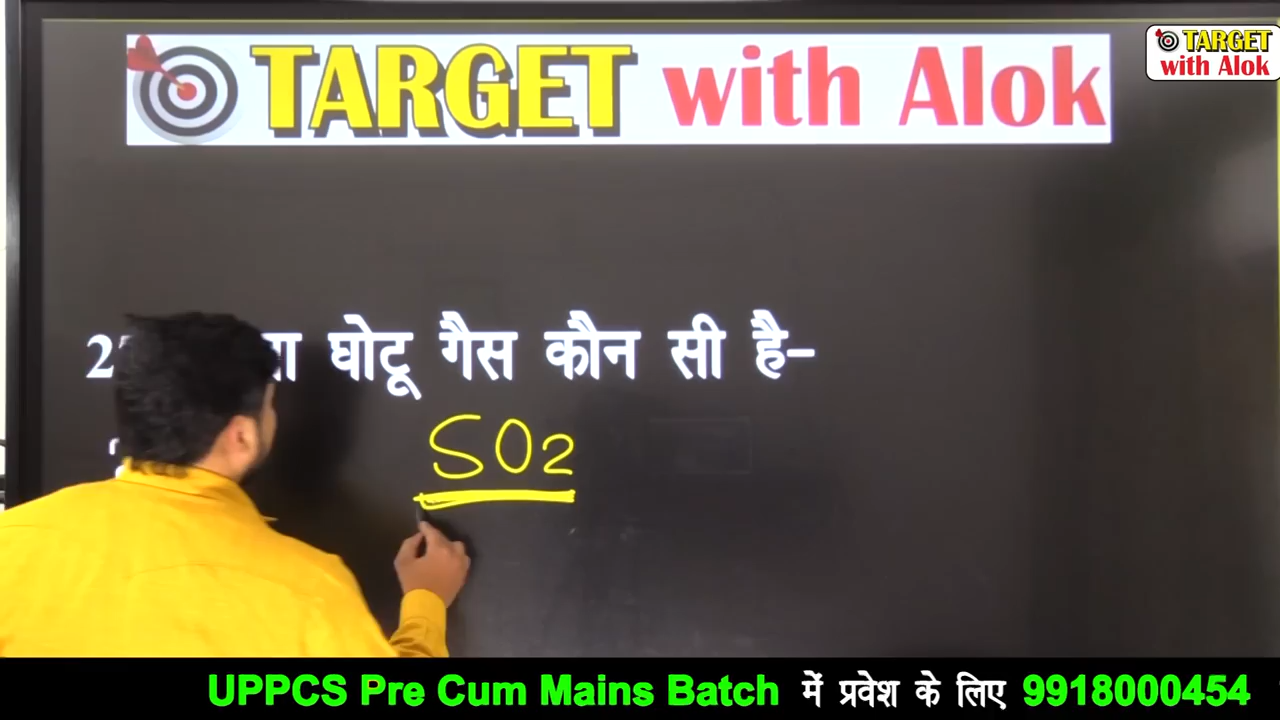 TARGET with Alok
TARGET
with Alok
घोटू गैस कौन सी है-
SO2
UPPCS Pre Cum Mains Batch में प्रवेश के लिए 9918000454